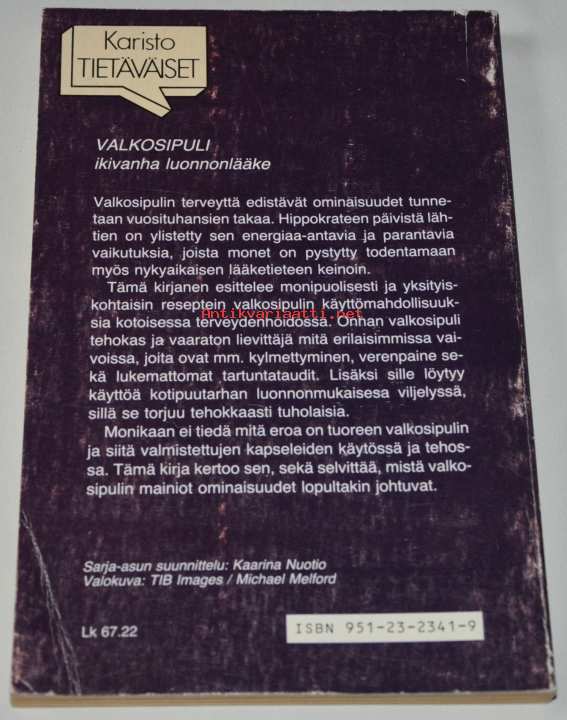 Karisto
TIETÄVÄISET
VALKOSIPULI
ikivanha luonnonlääke
Valkosipulin terveyttä edistävät ominaisuudet tunne-
taan vuosituhansien takaa. Hippokrateen päivistä läh-
tien on ylistetty sen energiaa-antavia ja parantavia
vaikutuksia, joista monet on pystytty todentamaan
myös nykyaikaisen lääketieteen keinoin.
Tämä kirjanen esittelee monipuolisesti ja yksityis-
kohtaisin reseptein valkosipulin käyttömahdollisuuk-
sia kotoisessa terveydenhoidossa. Onhan valkosipuli
Antikvariaatti.net
tehokas ja vaaraton lievittäjä mitä erilaisimmissa vai-
voissa, joita ovat mm. kylmettyminen, verenpaine se-
kä lukemattomat tartuntataudit. Lisäksi sille löytyy
käyttöä kotipuutarhan luonnonmukaisessa viljelyssä,
sillä se torjuu tehokkaasti tuholaisia.
Monikaan ei tiedä mitä eroa on tuoreen valkosipulin
ja siitä valmistettujen kapseleiden käytössä ja tehos-
sa. Tämä kirja kertoo sen, sekä selvittää, mistä valko-
sipulin mainiot ominaisuudet lopultakin johtuvat.
Sarja-asun suunnittelu: Kaarina Nuotio
Valokuva: TIB Images / Michael Melford
Lk 67.22
ISBN 951-23-2341-9